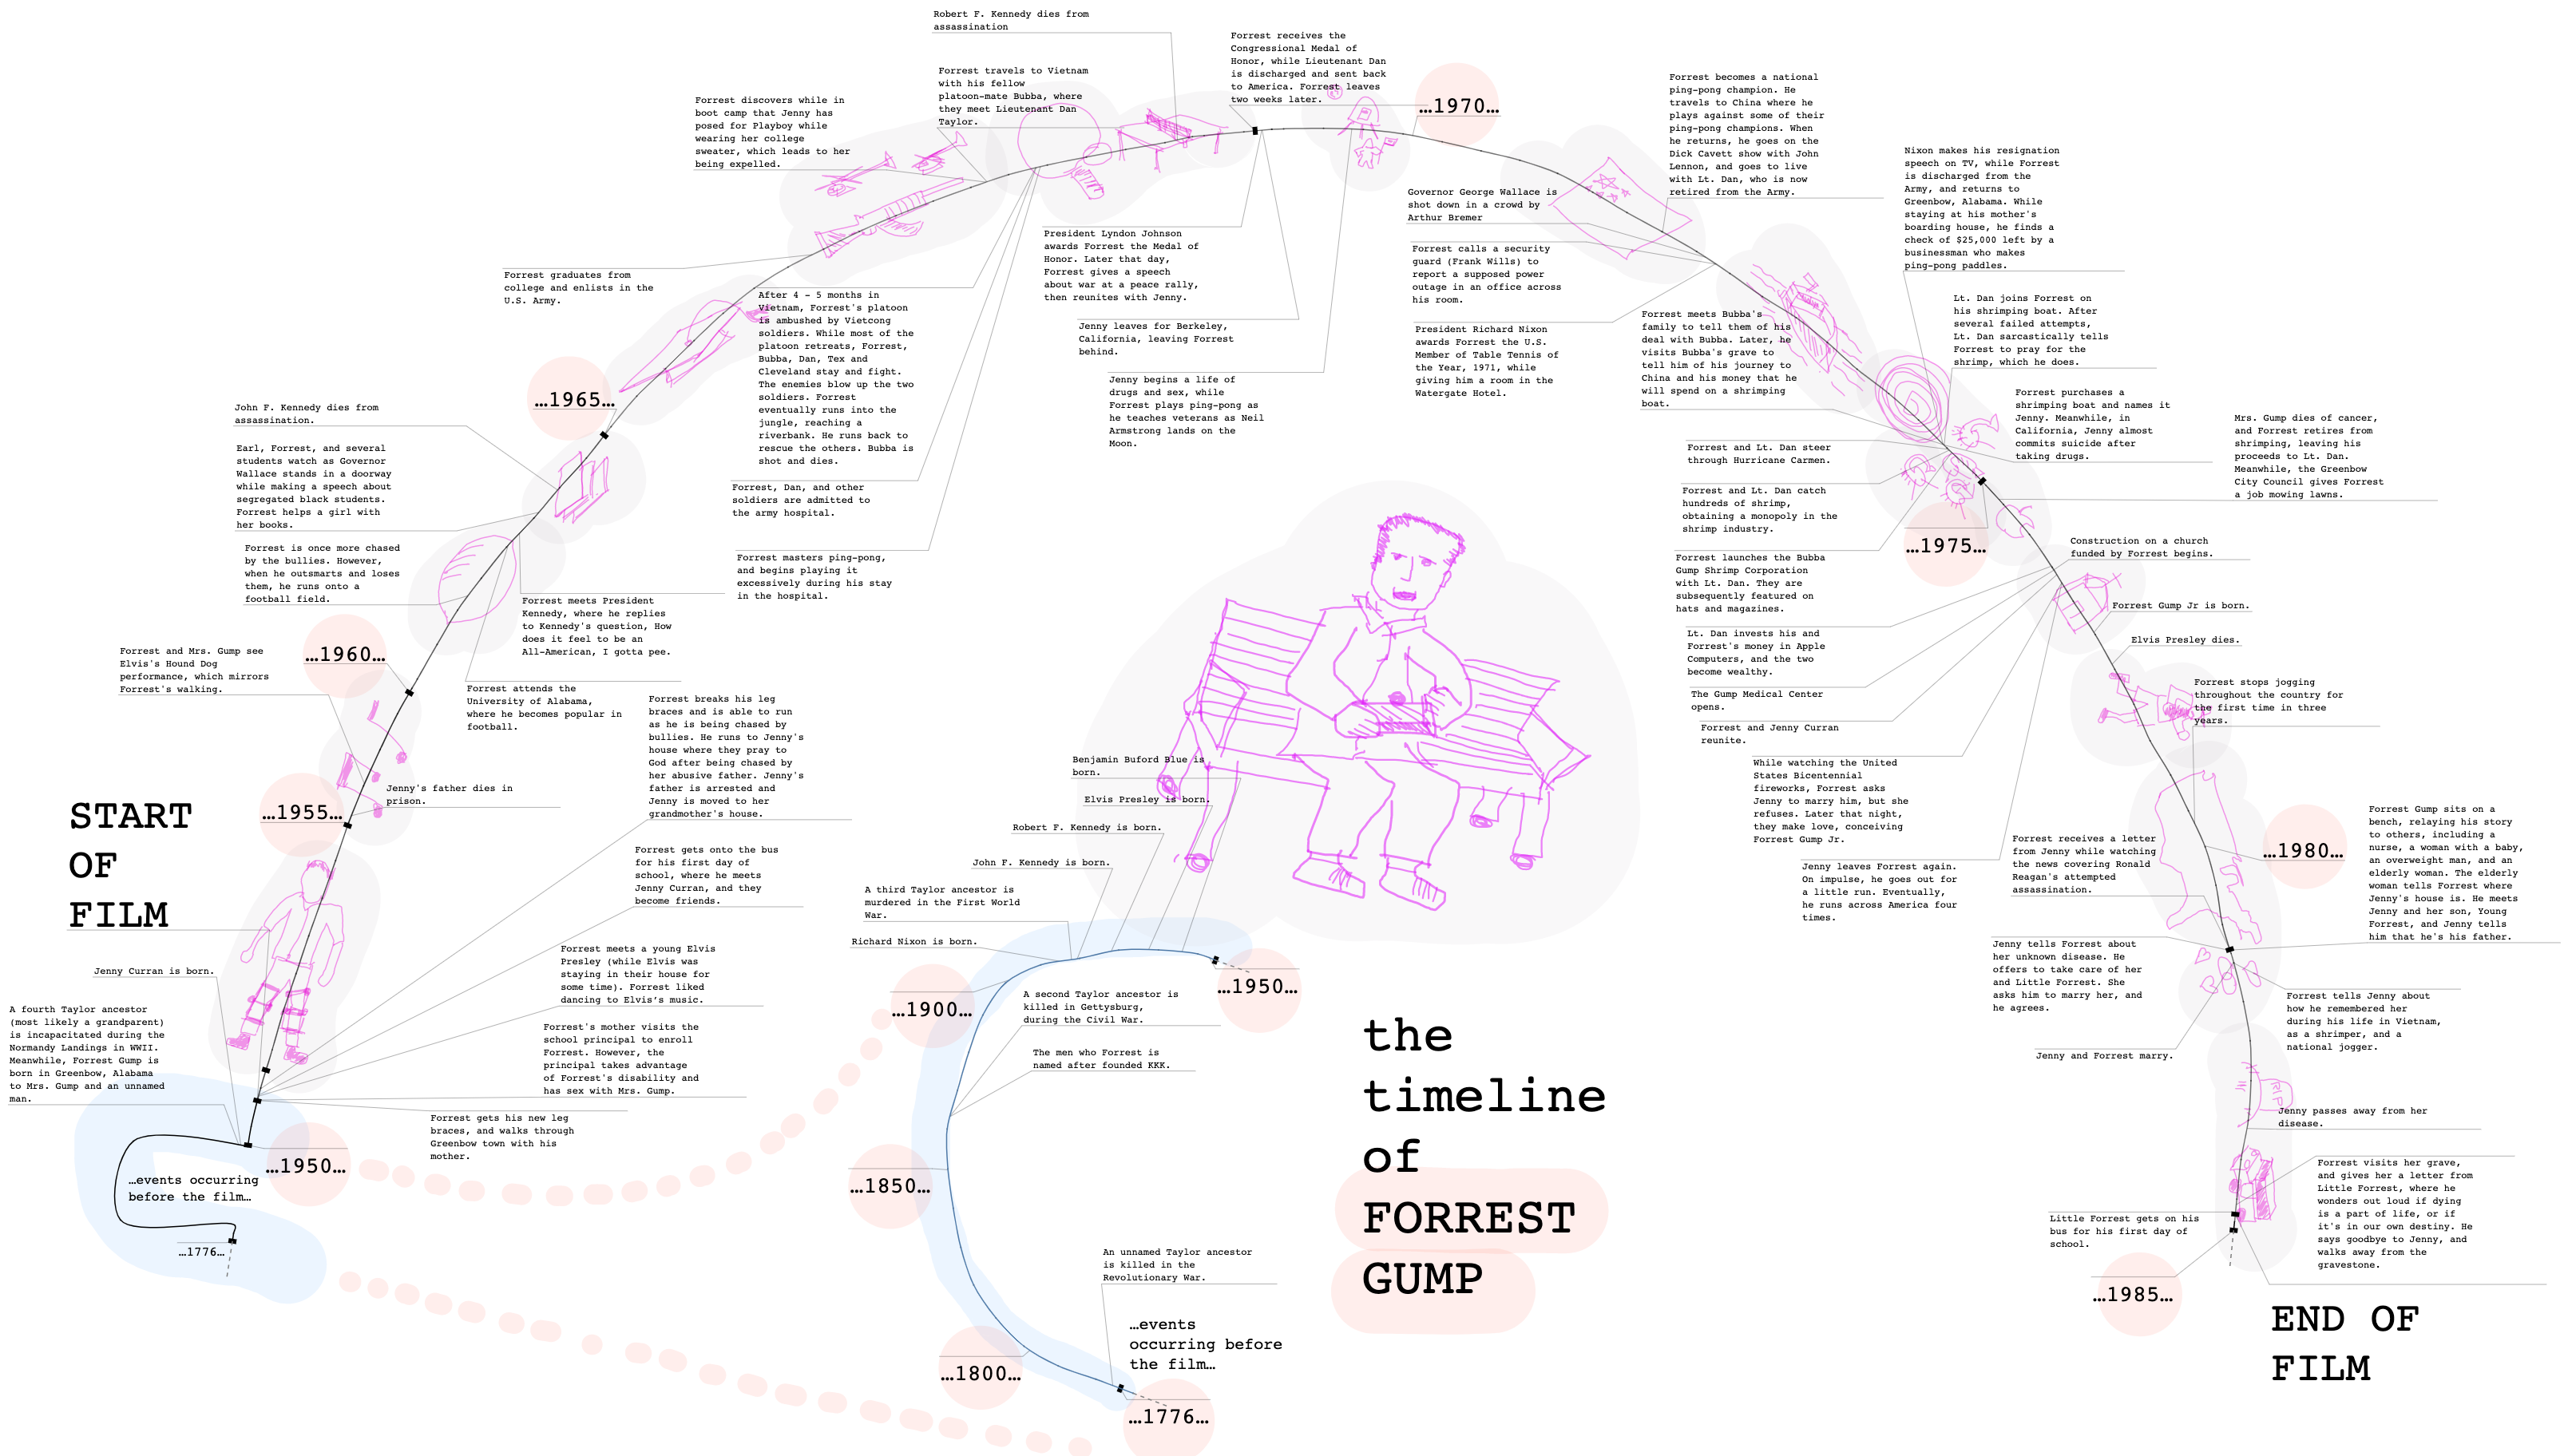 START
OF
FILM
…1776…
…events occurring
before the film…
…1950…
A fourth Taylor ancestor
(most likely a grandparent)
is incapacitated during the
Normandy Landings in WWII.
Meanwhile, Forrest Gump is
born in Greenbow, Alabama
to Mrs. Gump and an unnamed
man.
Jenny Curran is born.
Forrest gets his new leg
braces, and walks through
Greenbow town with his
mother.
Forrest's mother visits the
school principal to enroll
Forrest. However, the
principal takes advantage
of Forrest's disability and
has sex with Mrs. Gump.
Forrest meets a young Elvis
Presley (while Elvis was
staying in their house for
some time). Forrest liked
dancing to Elvis’s music.
Forrest gets onto the bus
for his first day of
school, where he meets
Jenny Curran, and they
become friends.
Forrest breaks his leg
braces and is able to run
as he is being chased by
bullies. He runs to Jenny's
house where they pray to
God after being chased by
her abusive father. Jenny's
father is arrested and
Jenny is moved to her
grandmother's house.
…1955…
Jenny's father dies in
prison.
Forrest and Mrs. Gump see
Elvis's Hound Dog
performance, which mirrors
Forrest's walking.
…1960…
Forrest is once more chased
by the bullies. However,
when he outsmarts and loses
them, he runs onto a
football field.
Forrest attends the
University of Alabama,
where he becomes popular in
football.
Forrest meets President
Kennedy, where he replies
to Kennedy's question, How
does it feel to be an
All-American, I gotta pee.
Earl, Forrest, and several
students watch as Governor
Wallace stands in a doorway
while making a speech about
segregated black students.
Forrest helps a girl with
her books.
John F. Kennedy dies from
assassination.
…1965…
Forrest graduates from
college and enlists in the
U.S. Army.
Forrest discovers while in
boot camp that Jenny has
posed for Playboy while
wearing her college
sweater, which leads to her
being expelled.
Forrest travels to Vietnam
with his fellow
platoon-mate Bubba, where
they meet Lieutenant Dan
Taylor.
After 4 - 5 months in
Vietnam, Forrest's platoon
is ambushed by Vietcong
soldiers. While most of the
platoon retreats, Forrest,
Bubba, Dan, Tex and
Cleveland stay and fight.
The enemies blow up the two
soldiers. Forrest
eventually runs into the
jungle, reaching a
riverbank. He runs back to
rescue the others. Bubba is
shot and dies.
Forrest, Dan, and other
soldiers are admitted to
the army hospital.
Forrest masters ping-pong,
and begins playing it
excessively during his stay
in the hospital.
Robert F. Kennedy dies from
assassination
Forrest receives the
Congressional Medal of
Honor, while Lieutenant Dan
is discharged and sent back
to America. Forrest leaves
two weeks later.
President Lyndon Johnson
awards Forrest the Medal of
Honor. Later that day,
Forrest gives a speech
about war at a peace rally,
then reunites with Jenny.
Jenny leaves for Berkeley,
California, leaving Forrest
behind.
Jenny begins a life of
drugs and sex, while
Forrest plays ping-pong as
he teaches veterans as Neil
Armstrong lands on the
Moon.
…1970…
Forrest becomes a national
ping-pong champion. He
travels to China where he
plays against some of their
ping-pong champions. When
he returns, he goes on the
Dick Cavett show with John
Lennon, and goes to live
with Lt. Dan, who is now
retired from the Army.
Governor George Wallace is
shot down in a crowd by
Arthur Bremer
Forrest calls a security
guard (Frank Wills) to
report a supposed power
outage in an office across
his room.
President Richard Nixon
awards Forrest the U.S.
Member of Table Tennis of
the Year, 1971, while
giving him a room in the
Watergate Hotel.
Nixon makes his resignation
speech on TV, while Forrest
is discharged from the
Army, and returns to
Greenbow, Alabama. While
staying at his mother's
boarding house, he finds a
check of $25,000 left by a
businessman who makes
ping-pong paddles.
Forrest meets Bubba's
family to tell them of his
deal with Bubba. Later, he
visits Bubba's grave to
tell him of his journey to
China and his money that he
will spend on a shrimping
boat.
Lt. Dan joins Forrest on
his shrimping boat. After
several failed attempts,
Lt. Dan sarcastically tells
Forrest to pray for the
shrimp, which he does.
Forrest purchases a
shrimping boat and names it
Jenny. Meanwhile, in
California, Jenny almost
commits suicide after
taking drugs.
Forrest and Lt. Dan steer
through Hurricane Carmen.
Forrest and Lt. Dan catch
hundreds of shrimp,
obtaining a monopoly in the
shrimp industry.
Forrest launches the Bubba
Gump Shrimp Corporation
with Lt. Dan. They are
subsequently featured on
hats and magazines.
…1975…
Mrs. Gump dies of cancer,
and Forrest retires from
shrimping, leaving his
proceeds to Lt. Dan.
Meanwhile, the Greenbow
City Council gives Forrest
a job mowing lawns.
Construction on a church
funded by Forrest begins.
Lt. Dan invests his and
Forrest's money in Apple
Computers, and the two
become wealthy.
The Gump Medical Center
opens.
Forrest and Jenny Curran
reunite.
While watching the United
States Bicentennial
fireworks, Forrest asks
Jenny to marry him, but she
refuses. Later that night,
they make love, conceiving
Forrest Gump Jr.
Jenny leaves Forrest again.
On impulse, he goes out for
a little run. Eventually,
he runs across America four
times.
Forrest Gump Jr is born.
Elvis Presley dies.
Forrest stops jogging
throughout the country for
the first time in three
years.
…1980…
Forrest receives a letter
from Jenny while watching
the news covering Ronald
Reagan's attempted
assassination.
Forrest Gump sits on a
bench, relaying his story
to others, including a
nurse, a woman with a baby,
an overweight man, and an
elderly woman. The elderly
woman tells Forrest where
Jenny's house is. He meets
Jenny and her son, Young
Forrest, and Jenny tells
him that he's his father.
Jenny tells Forrest about
her unknown disease. He
offers to take care of her
and Little Forrest. She
asks him to marry her, and
he agrees.
Forrest tells Jenny about
how he remembered her
during his life in Vietnam,
as a shrimper, and a
national jogger.
Jenny and Forrest marry.
RIP
Jenny passes away from her
disease.
Forrest visits her grave,
and gives her a letter from
Little Forrest, where he
wonders out loud if dying
is a part of life, or if
it's in our own destiny. He
says goodbye to Jenny, and
walks away from the
gravestone.
Little Forrest gets on his
bus for his first day of
school.
…1985…
END OF
FILM
Benjamin Buford Blue is
born.
Elvis Presley is born.
Robert F. Kennedy is born.
John F. Kennedy is born.
A third Taylor ancestor is
murdered in the First World
War.
Richard Nixon is born.
…1950…
…1900…
A second Taylor ancestor is
killed in Gettysburg,
during the Civil War.
The men who Forrest is
named after founded KKK.
…1850…
…1800…
An unnamed Taylor ancestor
is killed in the
Revolutionary War.
…events
occurring before
the film…
…1776…
the
timeline
of
FORREST
GUMP